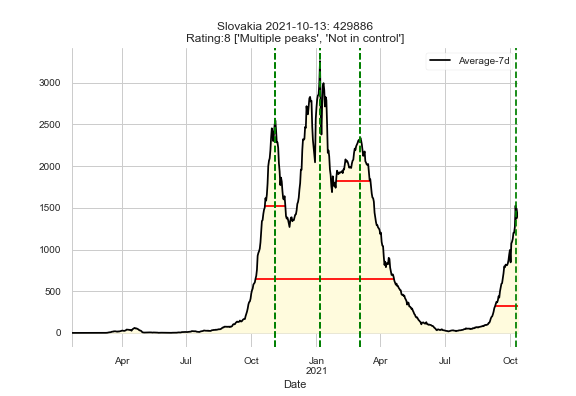 Slovakia 2021-10-13: 429886
Rating:8 ['Multiple peaks', 'Not in control']
Average-7d
3000
2500
2000
1500
1000
500
0
Apr Jul Oct Jan Apr Jul Oct
2021
Date